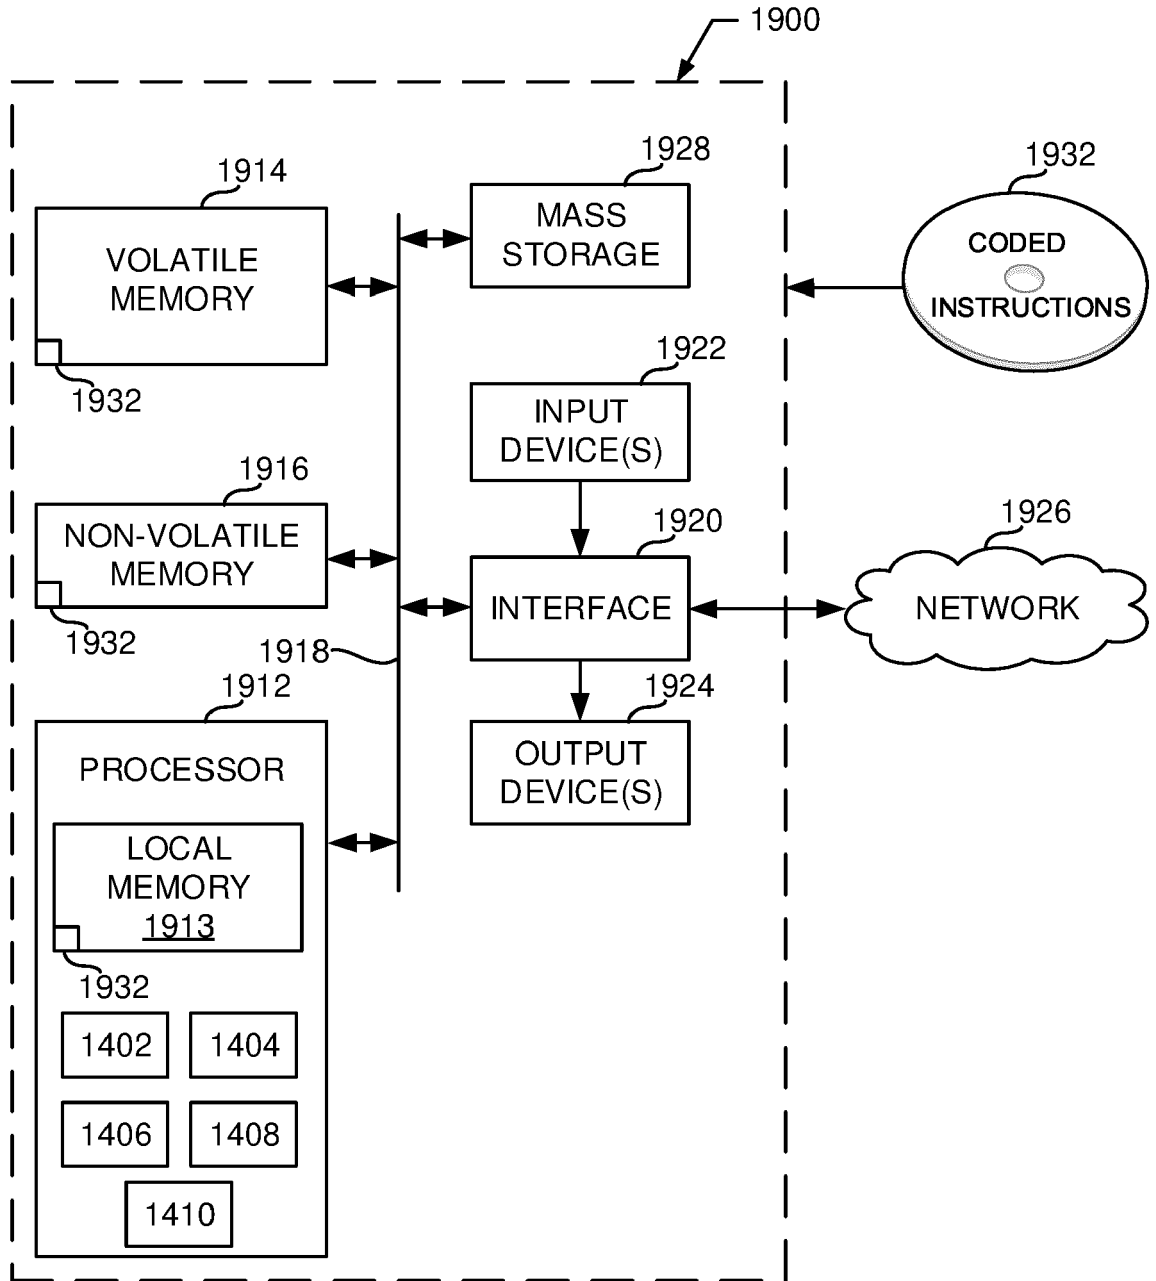 1900
1914
VOLATILE
MEMORY
1932
1928
MASS
STORAGE
1932
CODED
INSTRUCTIONS
1922
INPUT
DEVICE(S)
1916
NON-VOLATILE
MEMORY
1932
1920
INTERFACE
1926
NETWORK
1918
1924
OUTPUT
DEVICE(S)
1912
PROCESSOR
LOCAL
MEMORY
1913
1932
1402
1404
1406
1408
1410